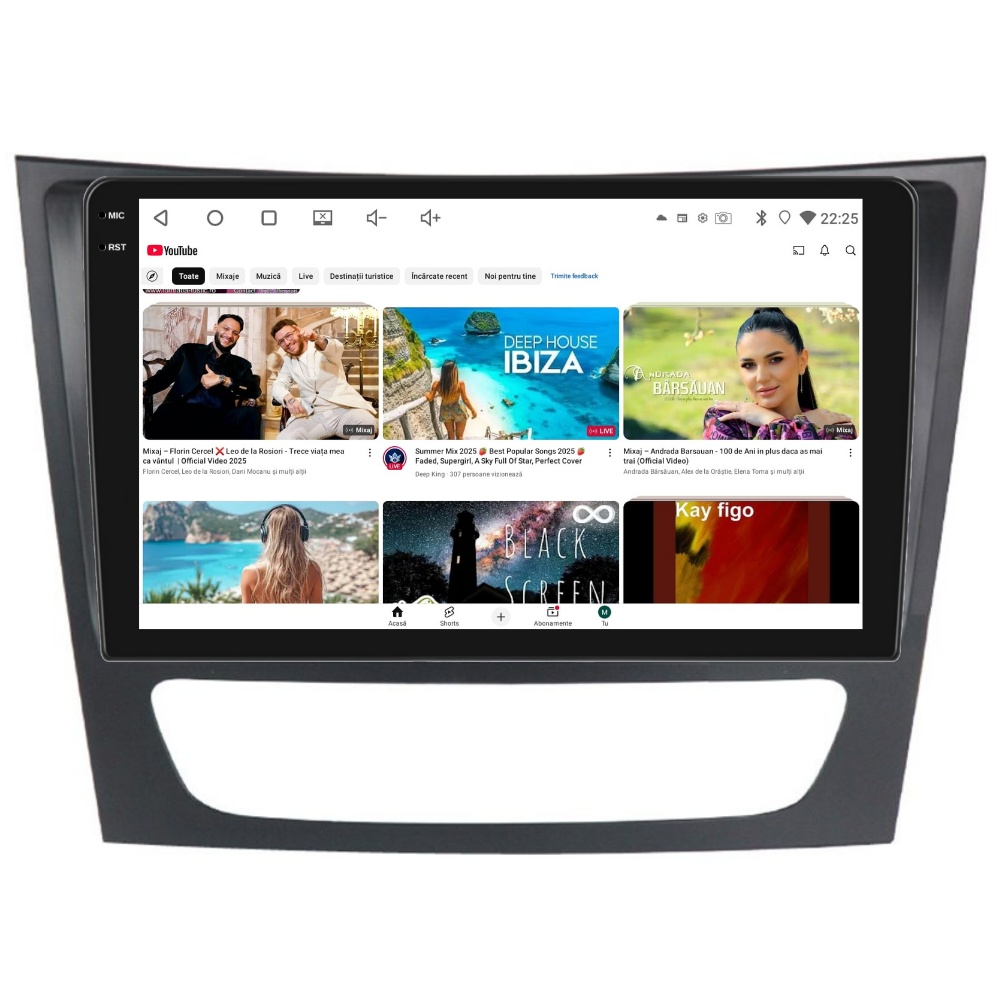 MIC
RST
22:25
YouTube
Toate
Mixaje
Muzică
Live
Destinații turistice
Încărcate recent
Noi pentru tine
Trimite feedback
DEEP HOUSE
IBIZA
ANDRADA
BÂRSĂUAN
Mixaj
LIVE
Mixaj
Mixaj – Florin Cercel ❌ Leo de la Rosiori - Trece viața mea
ca vântul | Official Video 2025
Florin Cercel, Leo de la Rosiori, Dani Mocanu și mulți alții
LIVE
Summer Mix 2025 🍓 Best Popular Songs 2025 🍓
Faded, Supergirl, A Sky Full Of Star, Perfect Cover
Deep King · 307 persoane vizionează
Mixaj – Andrada Barsauan - 100 de Ani in plus daca as mai
trai (Official Video)
Andrada Bârsăuan, Alex de la Orăștie, Elena Toma și mulți alții
BLACK
SCREEN
Kay figo
Acasă
Shorts
Abonamente
M
Tu